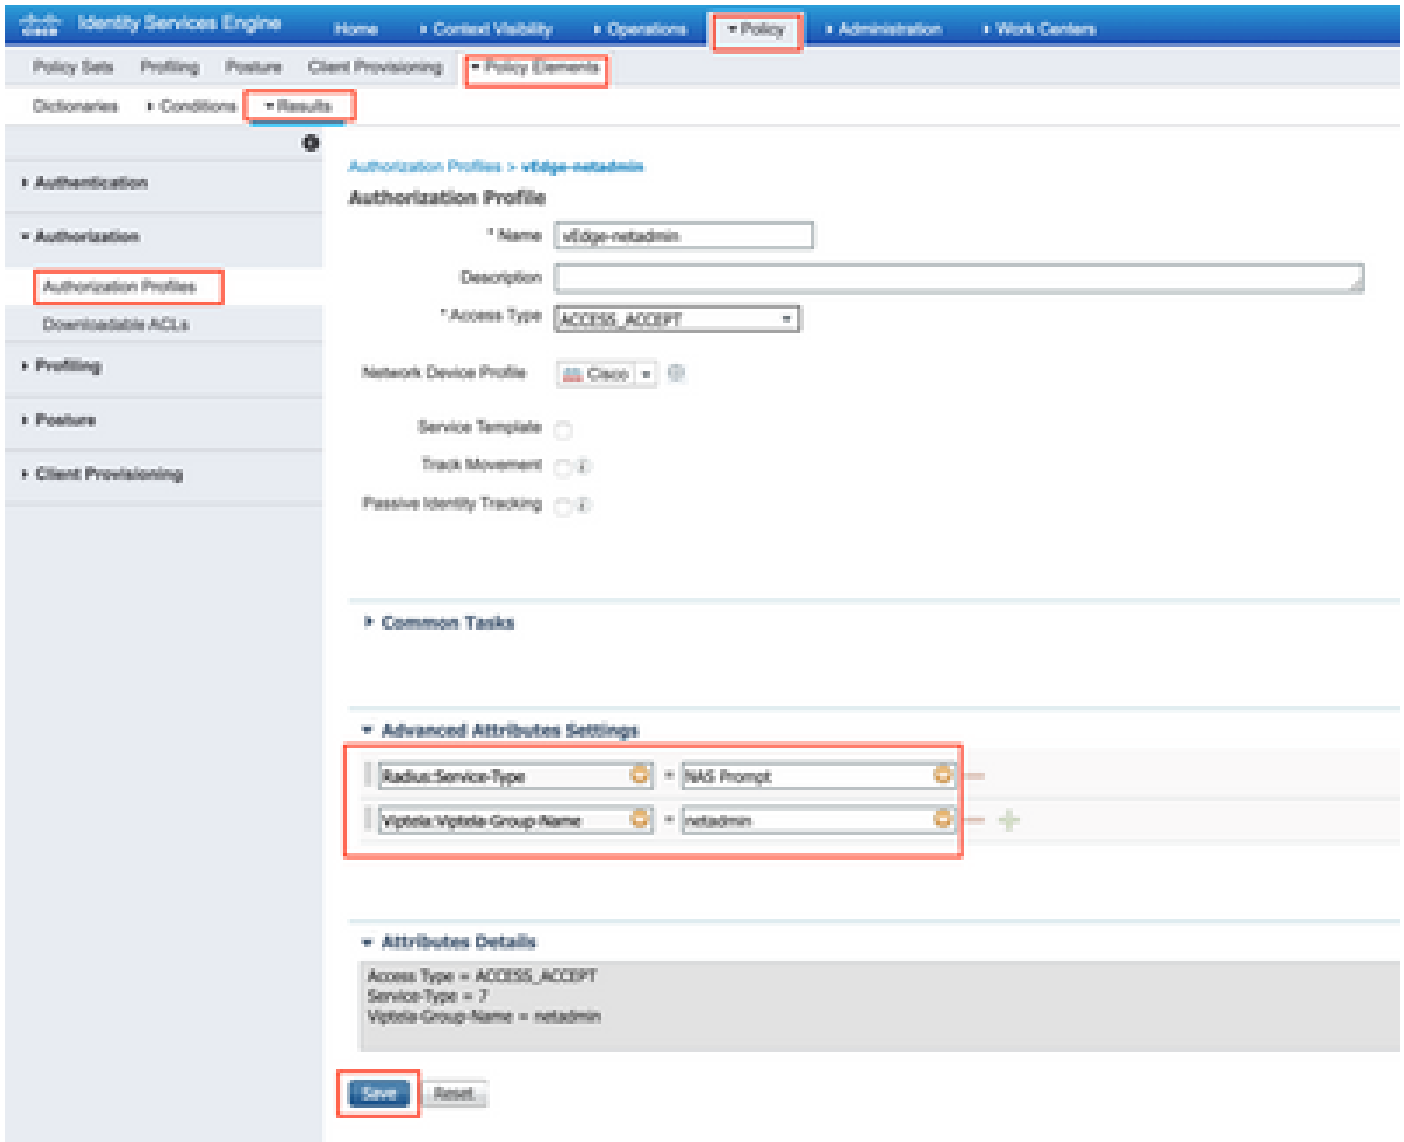 cisco Identity Services Engine Home Context Visibility Operations Policy Administration Work Centers
Policy Sets Profiling Posture Client Provisioning Policy Elements
Dictionaries Conditions Results
Authentication
Authorization
Authorization Profiles
Downloadable ACLs
Profiling
Posture
Client Provisioning
Authorization Profiles > vEdge-netadmin
Authorization Profile
* Name vEdge-netadmin
Description
* Access Type ACCESS_ACCEPT
Network Device Profile Cisco
Service Template
Track Movement
Passive Identity Tracking
Common Tasks
Advanced Attributes Settings
Radius:Service-Type = NAS Prompt
Viptela:Viptela-Group-Name = netadmin
Attributes Details
Access Type = ACCESS_ACCEPT
Service-Type = 7
Viptela-Group-Name = netadmin
Save Reset